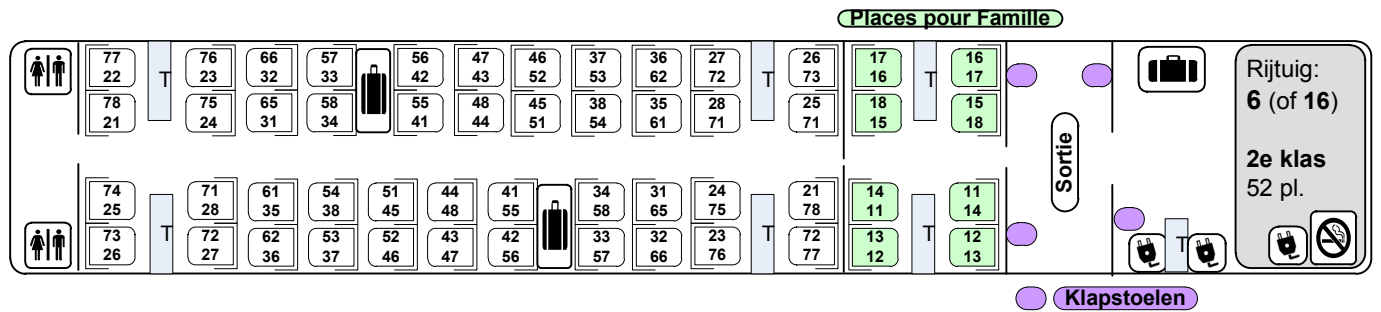 Places pour Famille
77 76 66 57 56 47 46 37 36 27 26 17 16
22 T 23 32 33 42 43 52 53 62 72 T 73 16 T 17
78 75 65 58 55 48 45 38 35 28 25 18 15
21 24 31 34 41 44 51 54 61 71 71 15 18
74 71 61 54 51 44 41 34 31 24 21 14 11
25 28 35 38 45 48 55 58 65 75 78 11 14
73 T 72 62 53 52 43 42 33 32 23 T 72 13 T 12
26 27 36 37 46 47 56 57 66 76 77 12 13
Sortie
T
Rijtuig:
6 (of 16)
2e klas
52 pl.
Klapstoelen